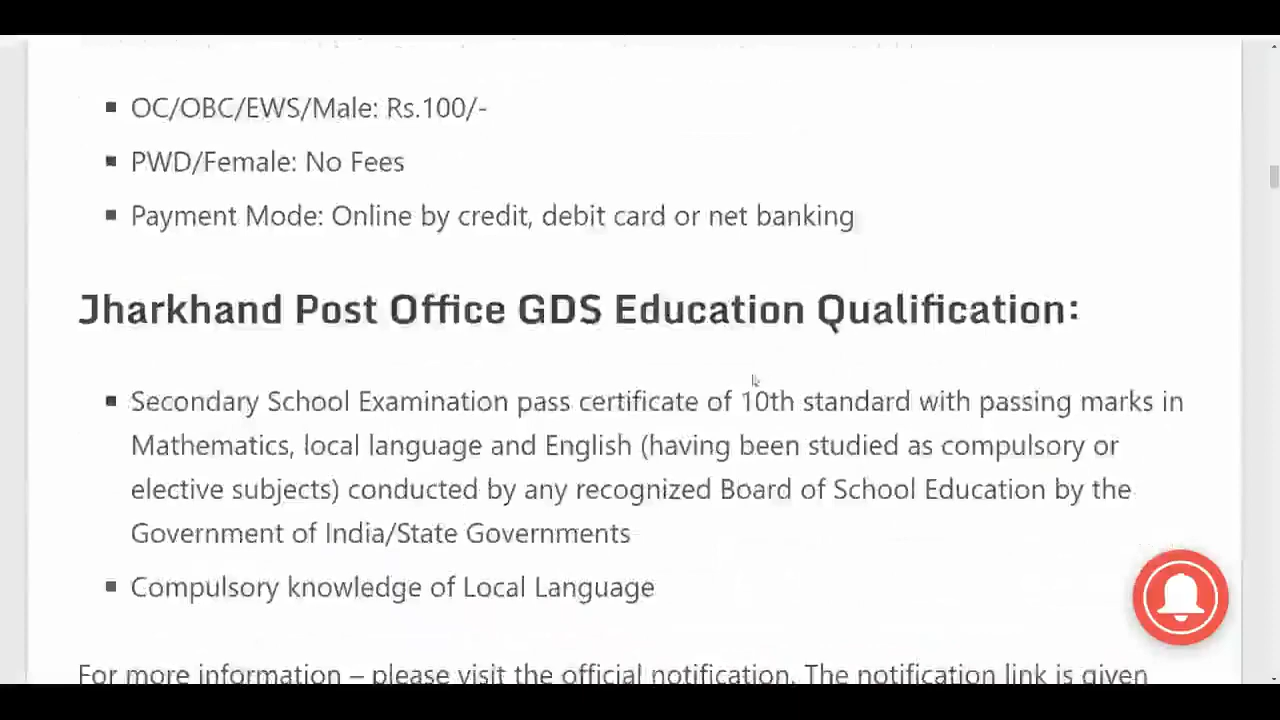 OC/OBC/EWS/Male: Rs.100/-
PWD/Female: No Fees
Payment Mode: Online by credit, debit card or net banking
Jharkhand Post Office GDS Education Qualification:
Secondary School Examination pass certificate of 10th standard with passing marks in
Mathematics, local language and English (having been studied as compulsory or
elective subjects) conducted by any recognized Board of School Education by the
Government of India/State Governments
Compulsory knowledge of Local Language
For more information – please visit the official notification. The notification link is given